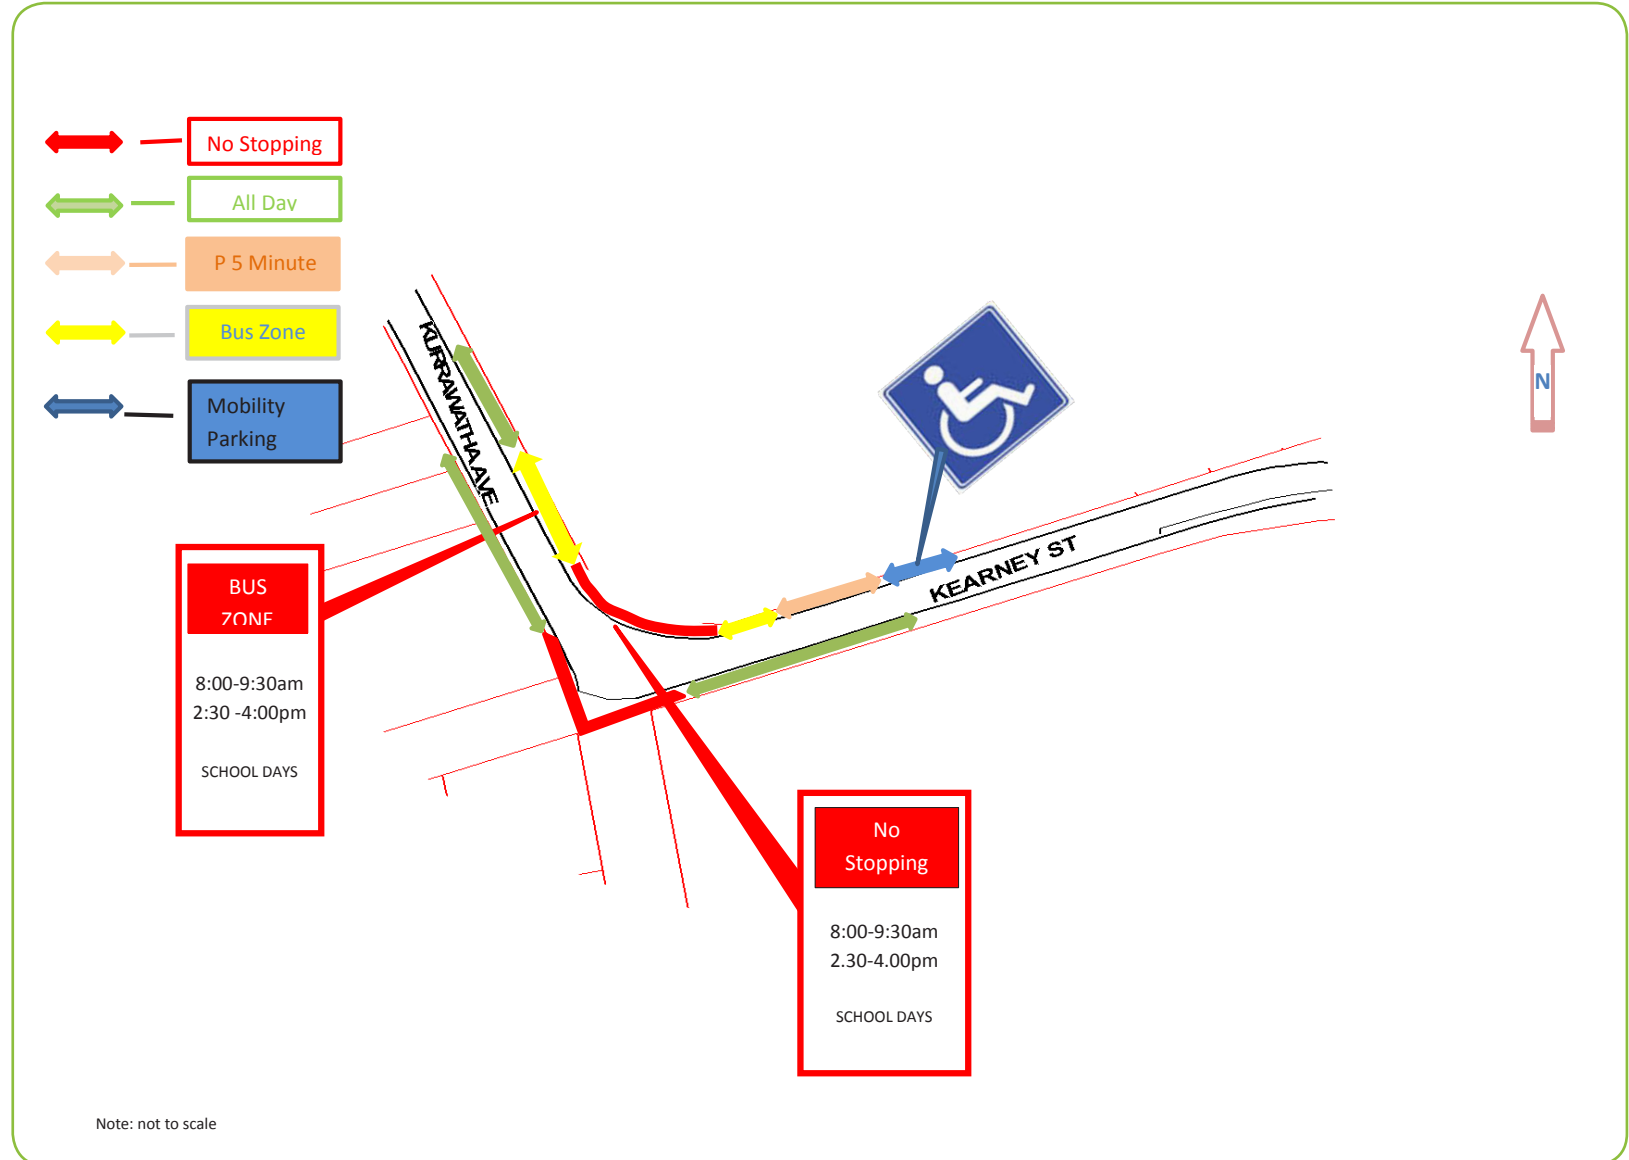 No Stopping
All Day
P 5 Minute
Bus Zone
Mobility
Parking
KURRAWATHA AVE
N
KEARNEY ST
BUS
ZONE
8:00-9:30am
2:30 -4:00pm
SCHOOL DAYS
No
Stopping
8:00-9:30am
2.30-4.00pm
SCHOOL DAYS
Note: not to scale